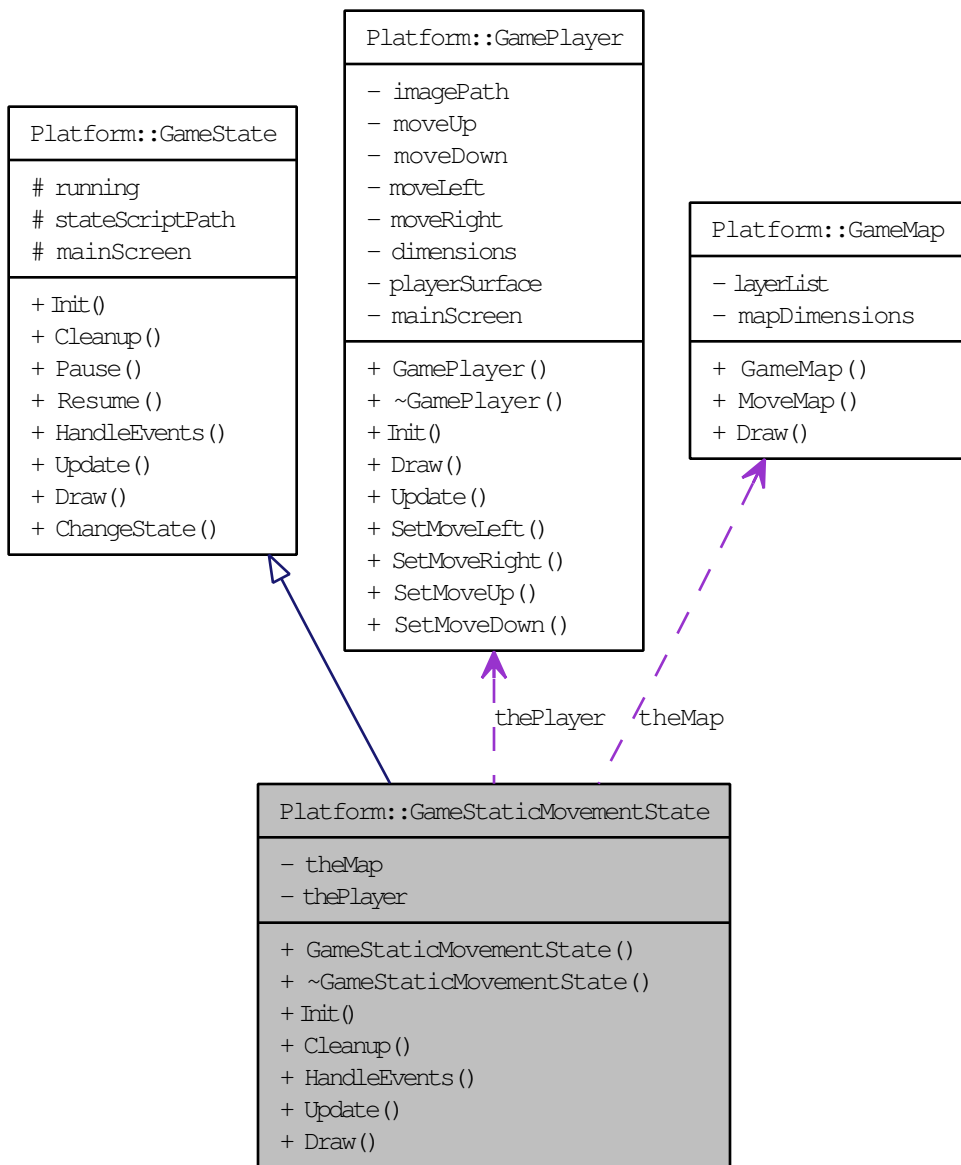 Platform::GamePlayer
- imagePath
- moveUp
- moveDown
- moveLeft
- moveRight
- dimensions
- playerSurface
- mainScreen
+ GamePlayer()
+ ~GamePlayer()
+ Init()
+ Draw()
+ Update()
+ SetMoveLeft()
+ SetMoveRight()
+ SetMoveUp()
+ SetMoveDown()
Platform::GameState
# running
# stateScriptPath
# mainScreen
+ Init()
+ Cleanup()
+ Pause()
+ Resume()
+ HandleEvents()
+ Update()
+ Draw()
+ ChangeState()
Platform::GameMap
- layerList
- mapDimensions
+ GameMap()
+ MoveMap()
+ Draw()
thePlayer
theMap
Platform::GameStaticMovementState
- theMap
- thePlayer
+ GameStaticMovementState()
+ ~GameStaticMovementState()
+ Init()
+ Cleanup()
+ HandleEvents()
+ Update()
+ Draw()